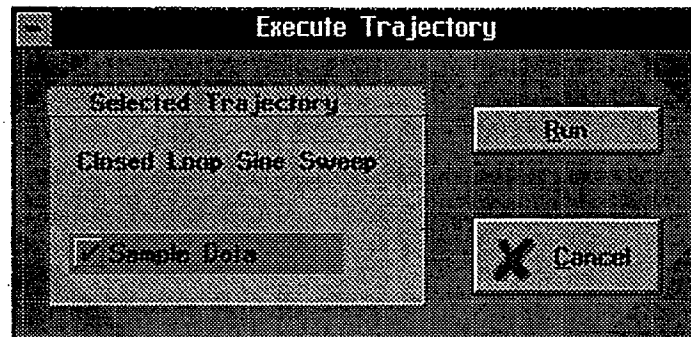 Execute Trajectory
Selected Trajectory
Run
Closed Loop Sine Sweep
Sample Data
Cancel